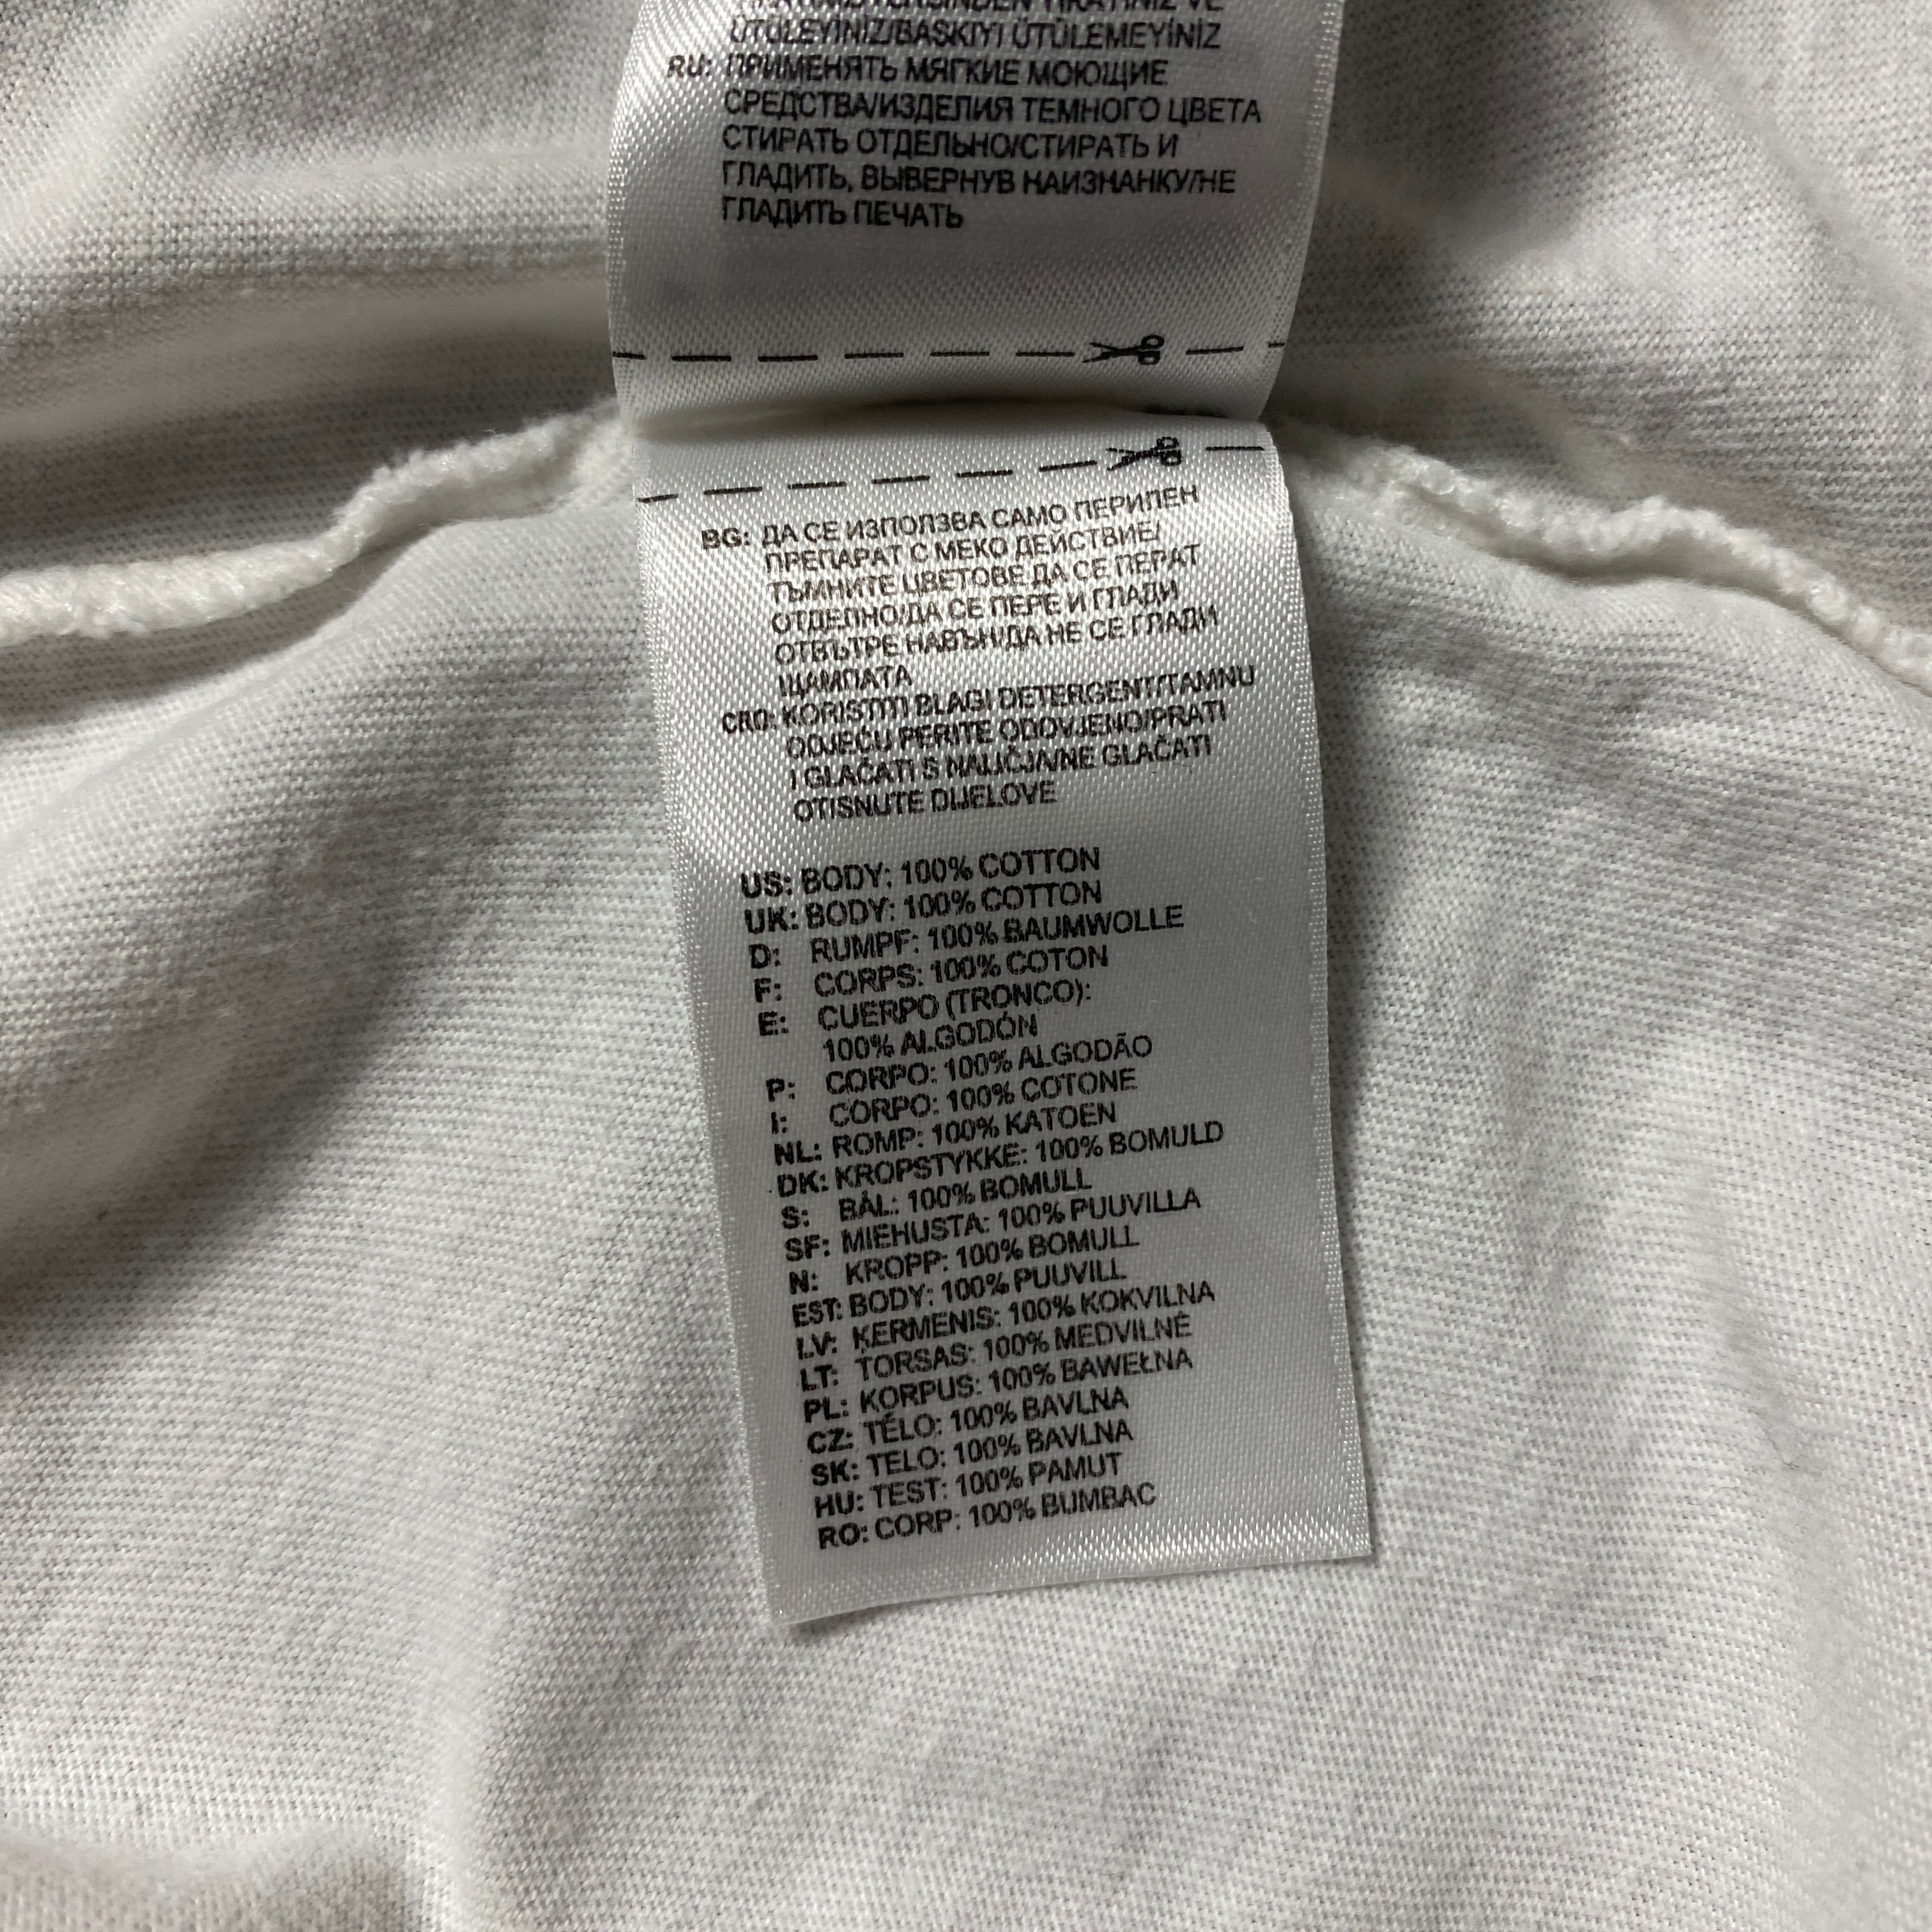 ÜTÜLEYİNİZ/BASKIYI ÜTÜLEMEYİNİZ
RU: ПРИМЕНЯТЬ МЯГКИЕ МОЮЩИЕ
СРЕДСТВА/ИЗДЕЛИЯ ТЕМНОГО ЦВЕТА
СТИРАТЬ ОТДЕЛЬНО/СТИРАТЬ И
ГЛАДИТЬ, ВЫВЕРНУВ НАИЗНАНКУ/НЕ
ГЛАДИТЬ ПЕЧАТЬ
BG: ДА СЕ ИЗПОЛЗВА САМО ПЕРИЛЕН
ПРЕПАРАТ С МЕКО ДЕЙСТВИЕ/
ТЪМНИТЕ ЦВЕТОВЕ ДА СЕ ПЕРАТ
ОТДЕЛНО/ДА СЕ ПЕРЕ И ГЛАДИ
ОТВЪТРЕ НАВЪН/ДА НЕ СЕ ГЛАДИ
ЩАМПАТА
CRO: KORISTITI BLAGI DETERGENT/TAMNU
ODJEĆU PERITE ODOVJENO/PRATI
I GLAČATI S NALIČJA/NE GLAČATI
OTISNUTE DIJELOVE
US: BODY: 100% COTTON
UK: BODY: 100% COTTON
D: RUMPF: 100% BAUMWOLLE
F: CORPS: 100% COTON
E: CUERPO (TRONCO):
100% ALGODÓN
P: CORPO: 100% ALGODÃO
I: CORPO: 100% COTONE
NL: ROMP: 100% KATOEN
DK: KROPSTYKKE: 100% BOMULD
S: BÅL: 100% BOMULL
SF: MIEHUSTA: 100% PUUVILLA
N: KROPP: 100% BOMULL
EST: BODY: 100% PUUVILL
LV: ĶERMENIS: 100% KOKVILNA
LT: TORSAS: 100% MEDVILNĖ
PL: KORPUS: 100% BAWEŁNA
CZ: TĚLO: 100% BAVLNA
SK: TELO: 100% BAVLNA
HU: TEST: 100% PAMUT
RO: CORP: 100% BUMBAC